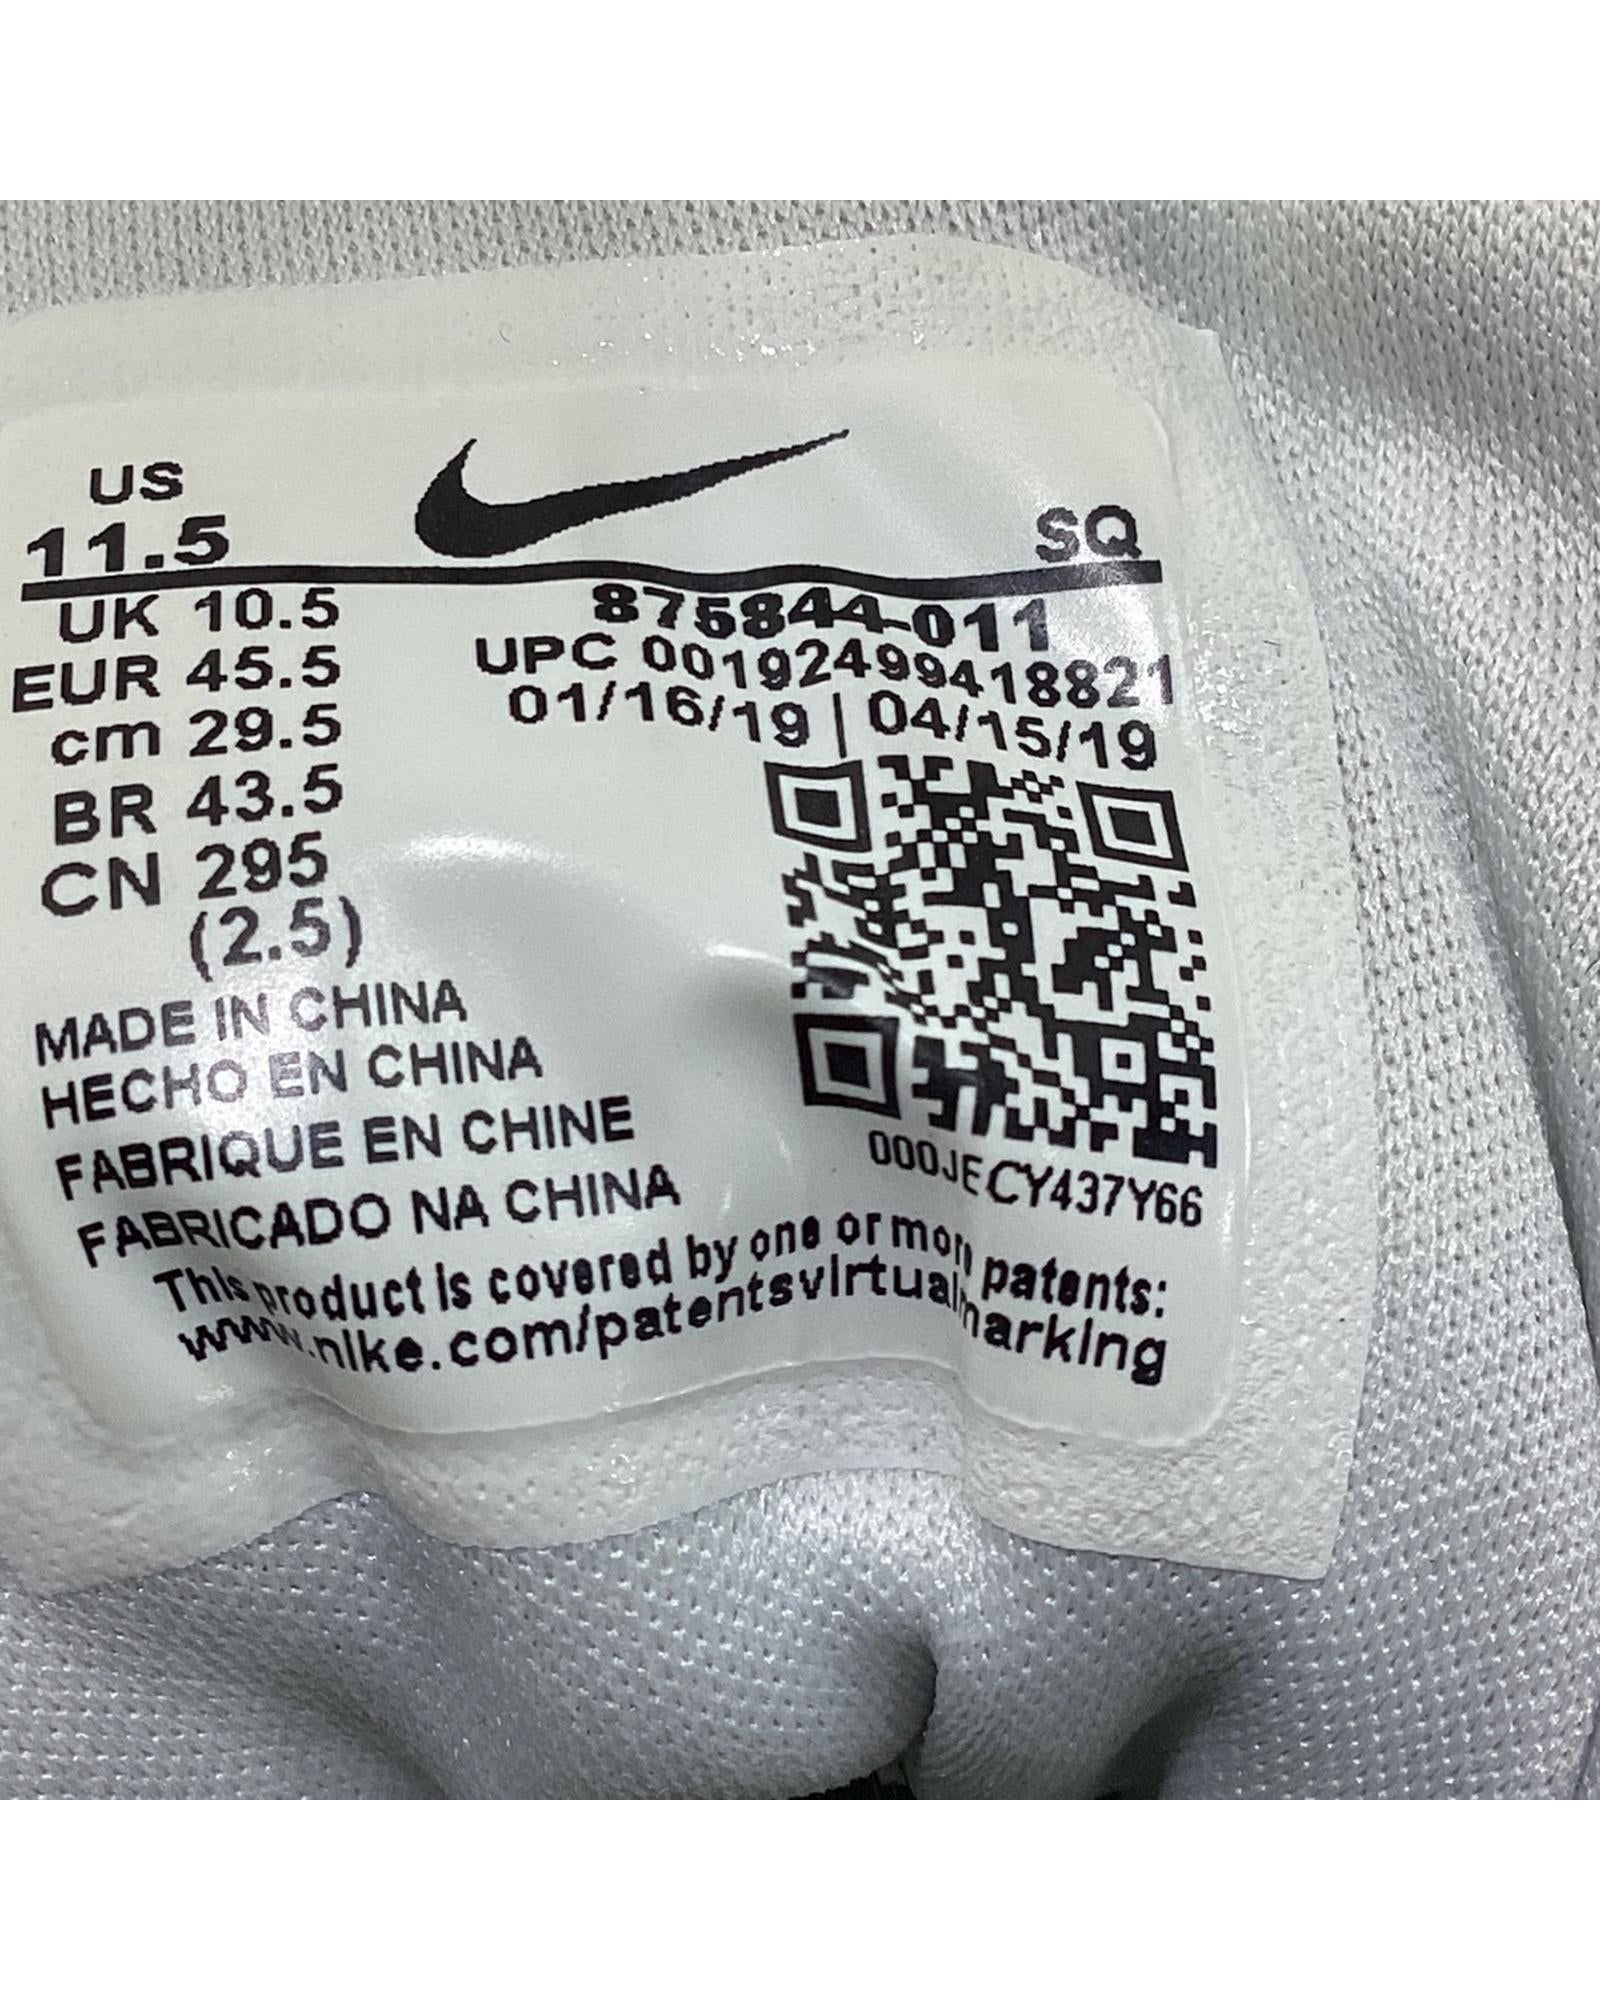 US
11.5
SQ
UK 10.5
EUR 45.5
cm 29.5
BR 43.5
CN 295
(2.5)
875844-011
UPC 00192499418821
01/16/19 | 04/15/19
MADE IN CHINA
HECHO EN CHINA
FABRIQUE EN CHINE
FABRICADO NA CHINA
000JECY437Y66
This product is covered by one or more patents:
www.nike.com/patentsvirtualmarking